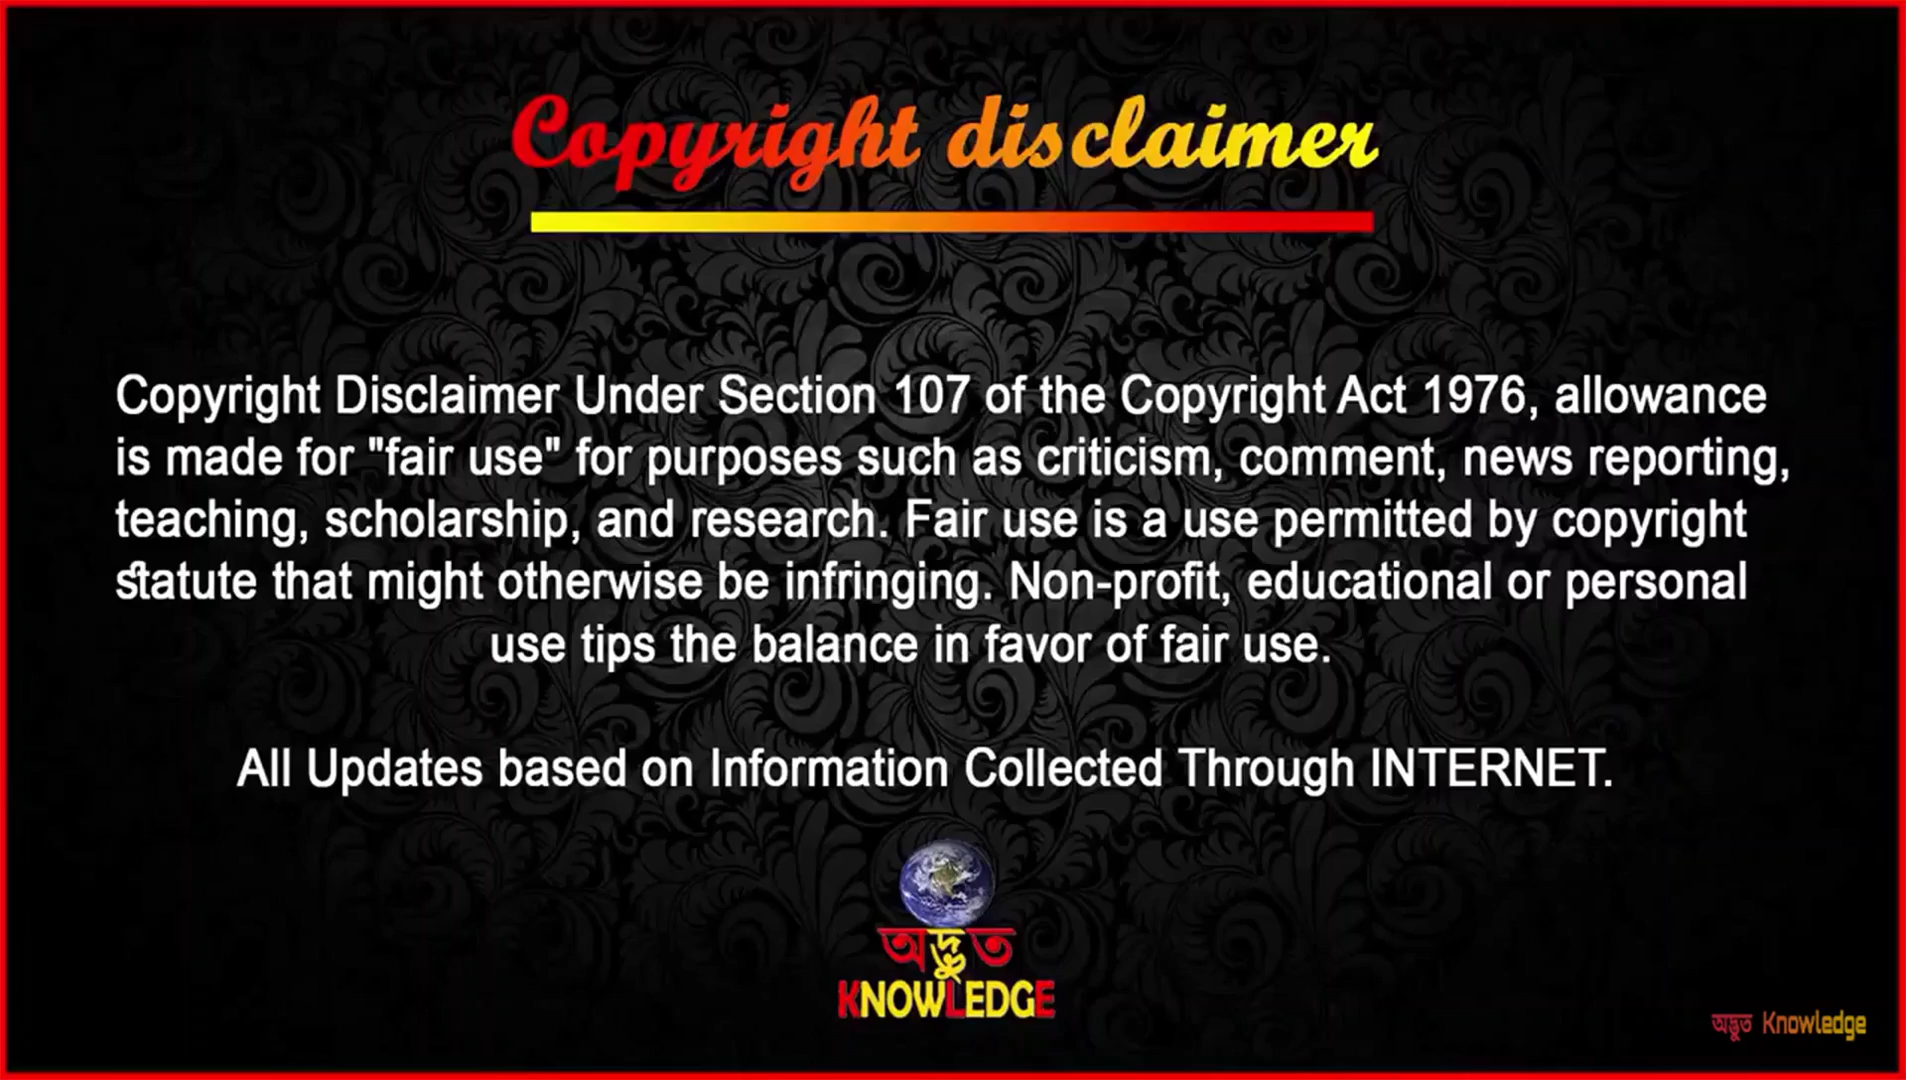 Copyright disclaimer
Copyright Disclaimer Under Section 107 of the Copyright Act 1976, allowance
is made for "fair use" for purposes such as criticism, comment, news reporting,
teaching, scholarship, and research. Fair use is a use permitted by copyright
statute that might otherwise be infringing. Non-profit, educational or personal
use tips the balance in favor of fair use.
All Updates based on Information Collected Through INTERNET.
অদ্ভুত
KNOWLEDGE
অদ্ভুত Knowledge